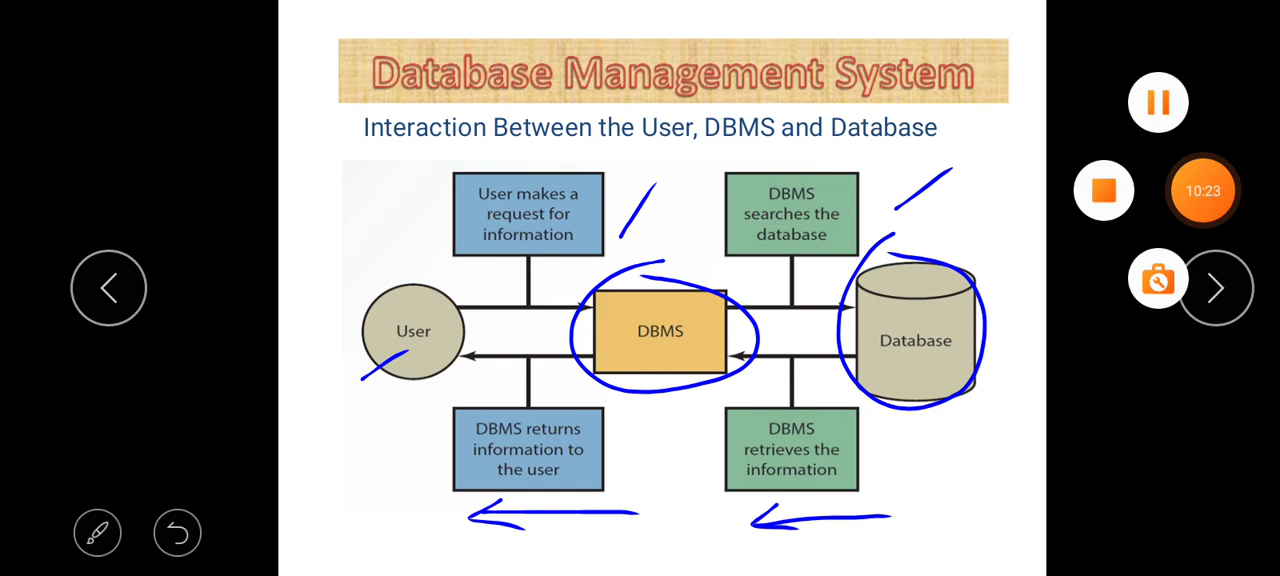 Database Management System
Interaction Between the User, DBMS and Database
User makes a
request for
information
DBMS
searches the
database
User
DBMS
Database
DBMS returns
information to
the user
DBMS
retrieves the
information
10:23